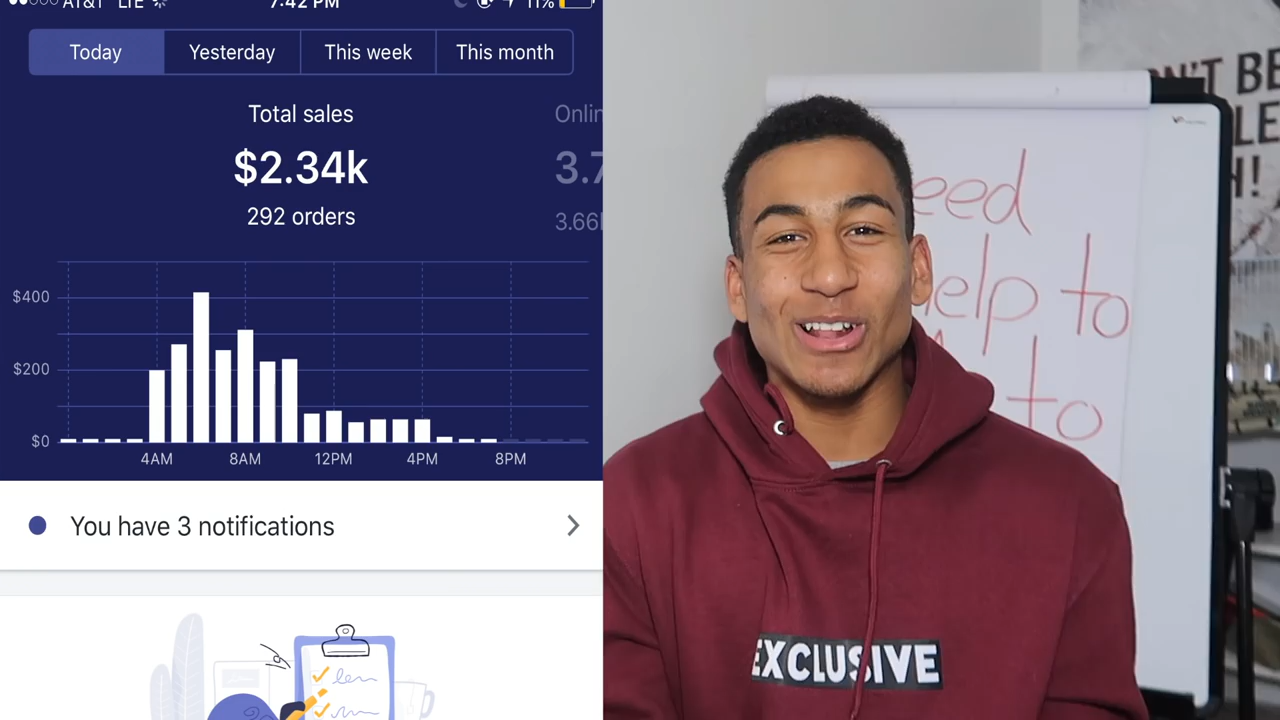 AT&T LTE 7:42 PM 11%
Today Yesterday This week This month
Total sales
$2.34k
292 orders
$400
$200
$0
4AM 8AM 12PM 4PM 8PM
You have 3 notifications
eed
elp to
to
EXCLUSIVE